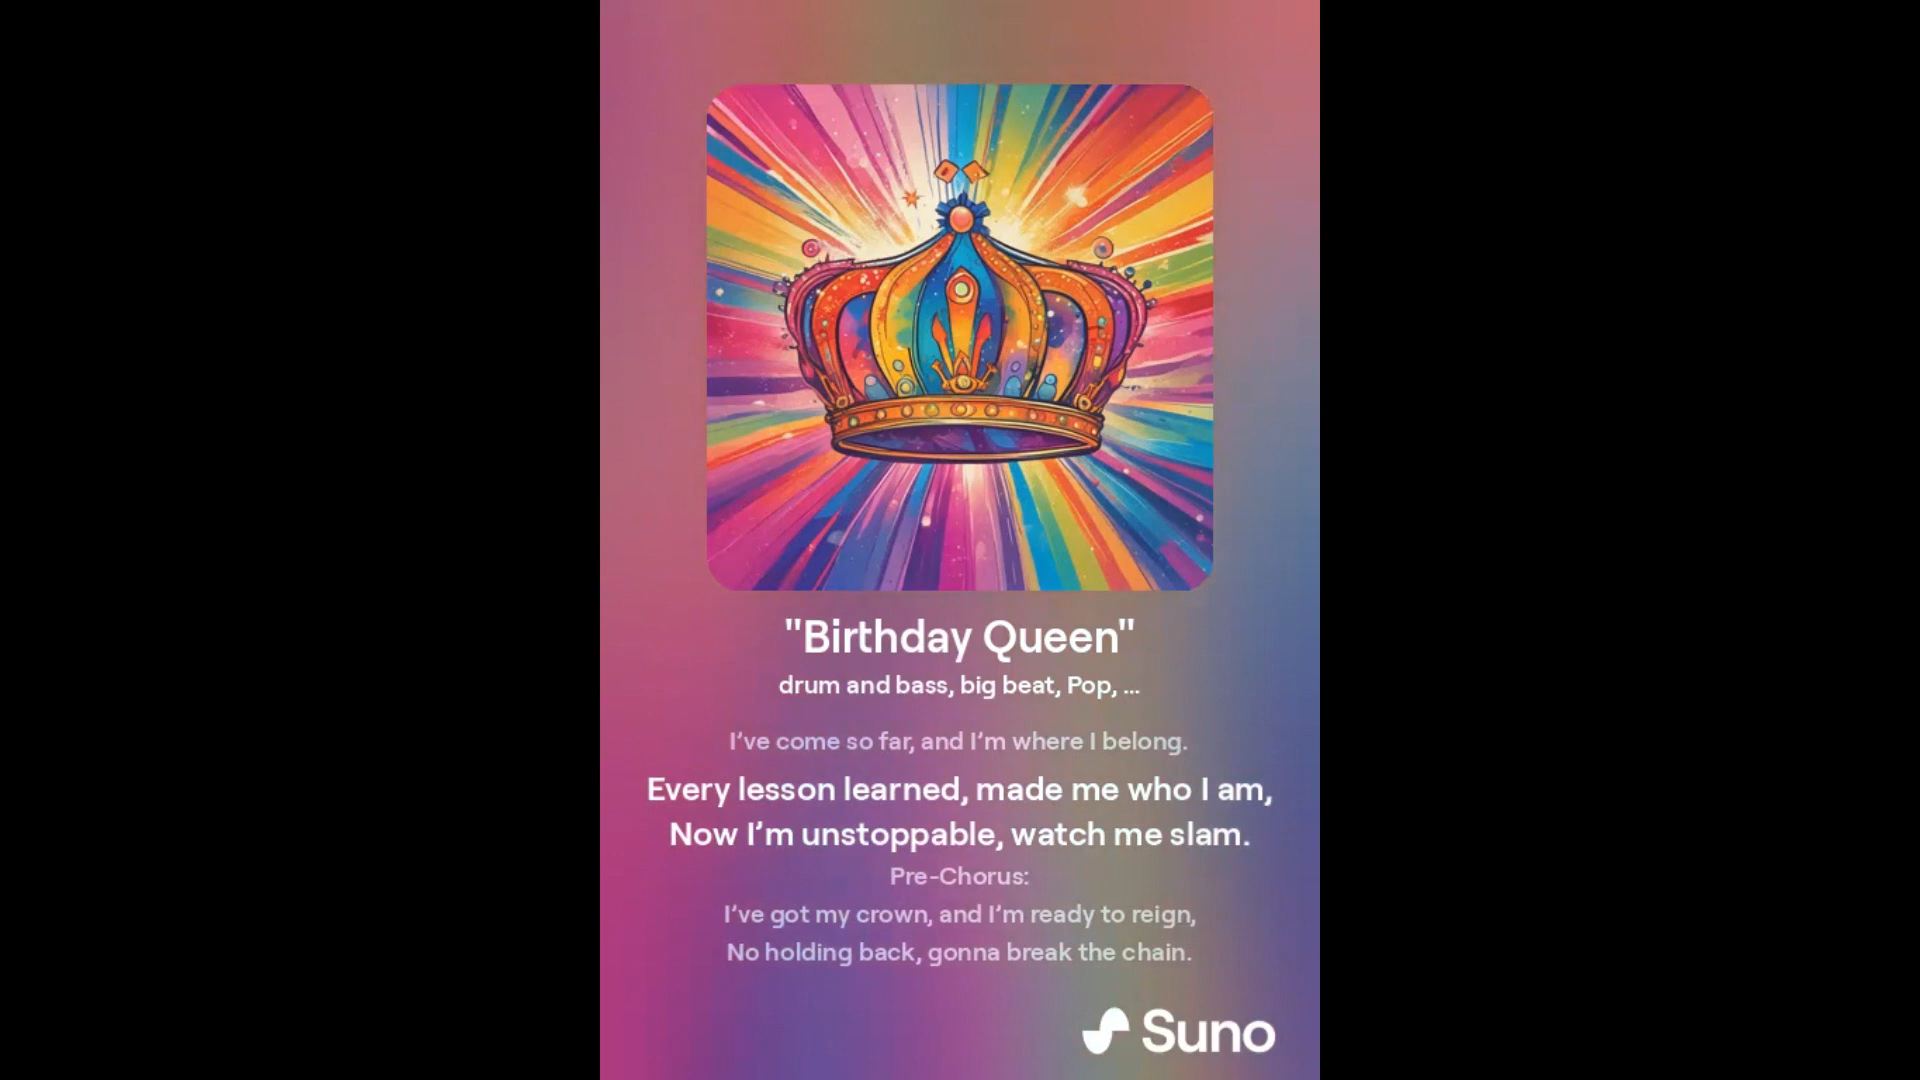 "Birthday Queen"
drum and bass, big beat, Pop, ...
I’ve come so far, and I’m where I belong.
Every lesson learned, made me who I am,
Now I’m unstoppable, watch me slam.
Pre-Chorus:
I’ve got my crown, and I’m ready to reign,
No holding back, gonna break the chain.
Suno